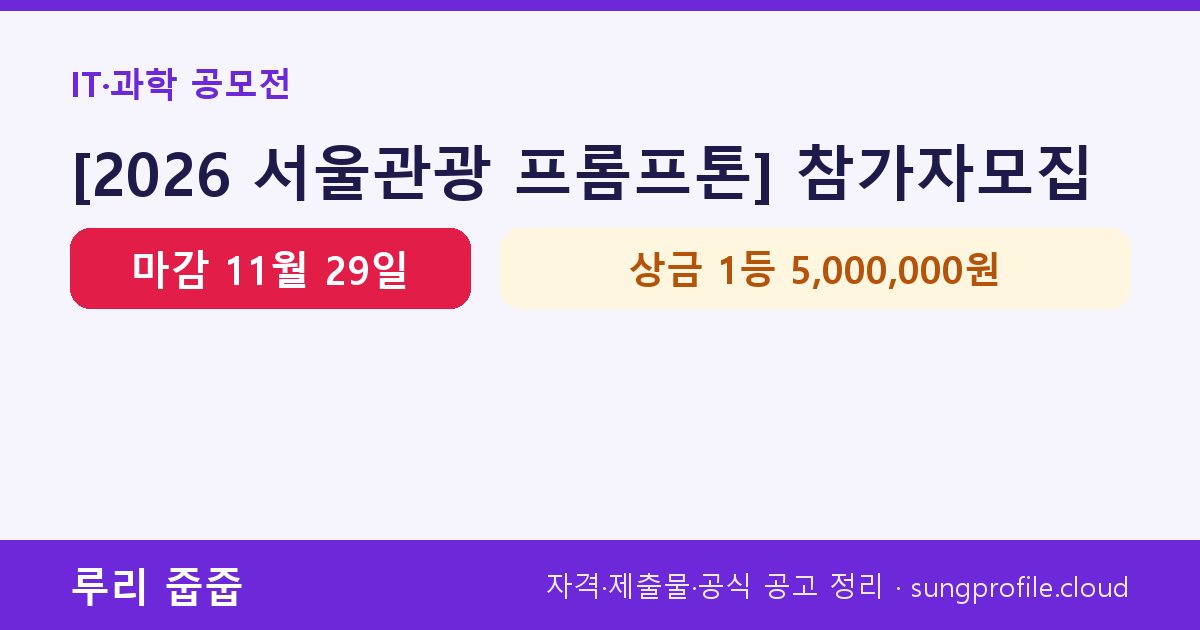 IT·과학 공모전
[2026 서울관광 프롬프톤] 참가자모집
마감 11월 29일
상금 1등 5,000,000원
루리 줍줍
자격·제출물·공식 공고 정리 · sungprofile.cloud